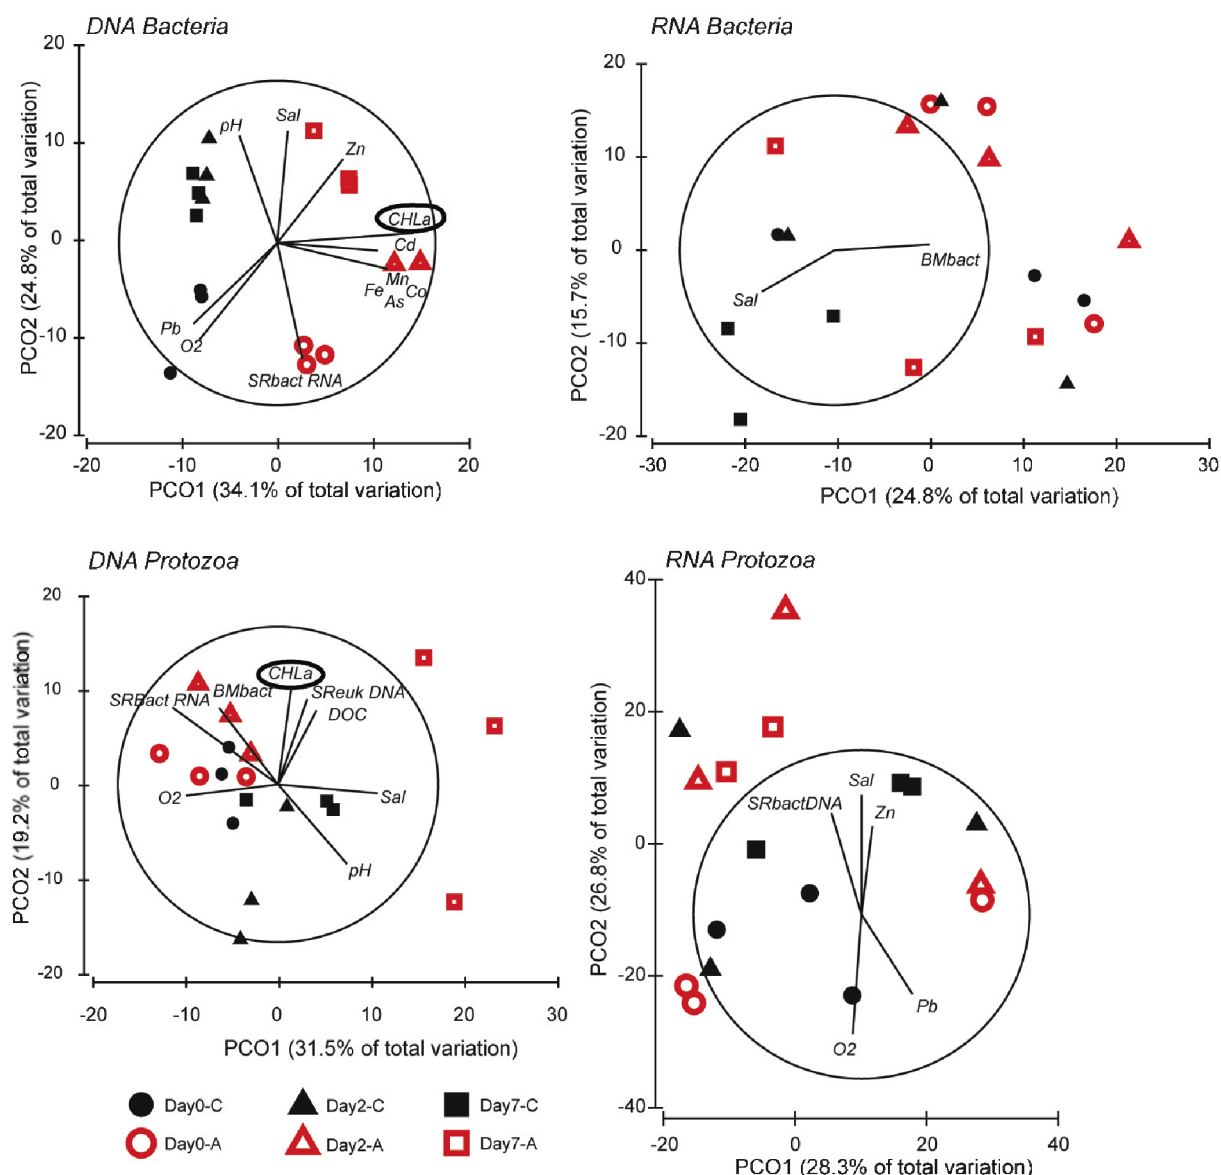 DNA Bacteria
20
10
0
-10
-20
PCO2 (24.8% of total variation)
pH
Sal
Zn
CHLa
Cd
Mn
Fe
Co
As
Pb
O2
SRbact RNA
-20
-10
0
10
20
PCO1 (34.1% of total variation)
RNA Bacteria
20
10
0
-10
-20
PCO2 (15.7% of total variation)
BMbact
Sal
-30
-20
-10
0
10
20
30
PCO1 (24.8% of total variation)
DNA Protozoa
20
10
0
-10
-20
PCO2 (19.2% of total variation)
CHLa
SRBact RNA
BMbact
SReuk DNA
DOC
O2
Sal
pH
-20
-10
0
10
20
30
PCO1 (31.5% of total variation)
RNA Protozoa
40
20
0
-20
-40
PCO2 (26.8% of total variation)
Sal
SRbactDNA
Zn
Pb
O2
-20
0
20
40
PCO1 (28.3% of total variation)
Day0-C
Day2-C
Day7-C
Day0-A
Day2-A
Day7-A